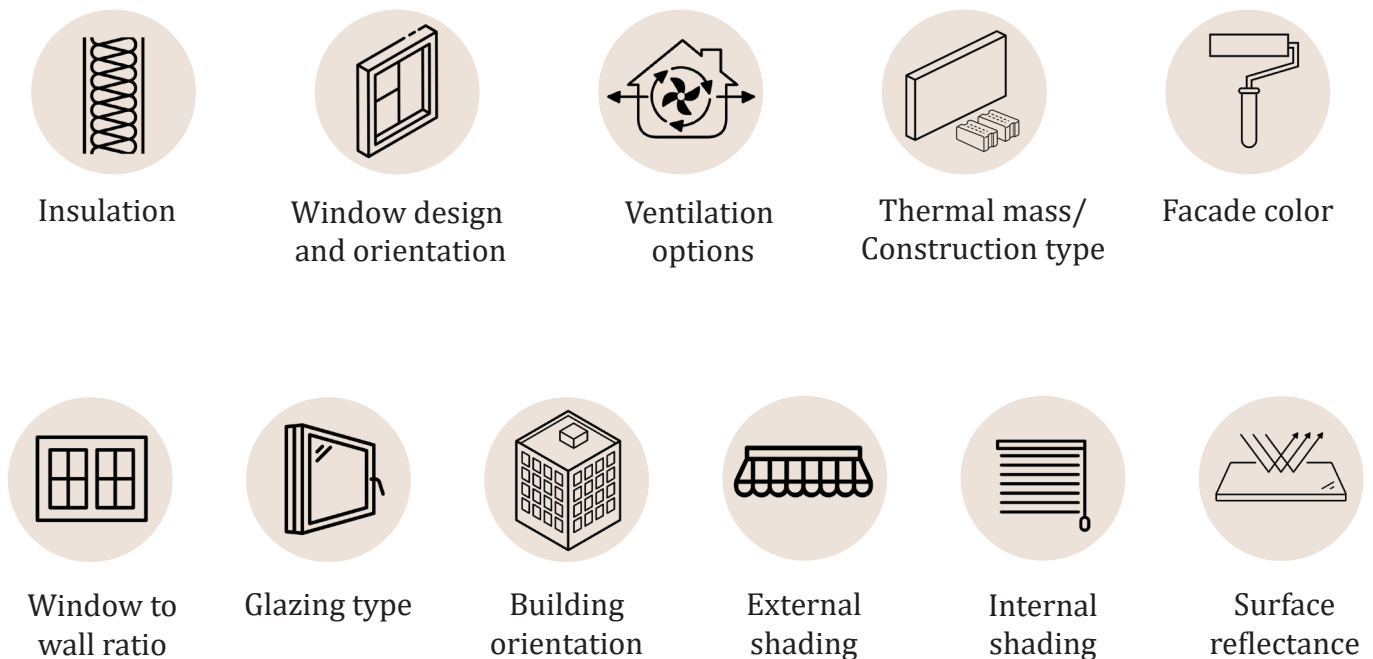 Insulation
Window design
and orientation
Ventilation
options
Thermal mass/
Construction type
Facade color
Window to
wall ratio
Glazing type
Building
orientation
External
shading
Internal
shading
Surface
reflectance